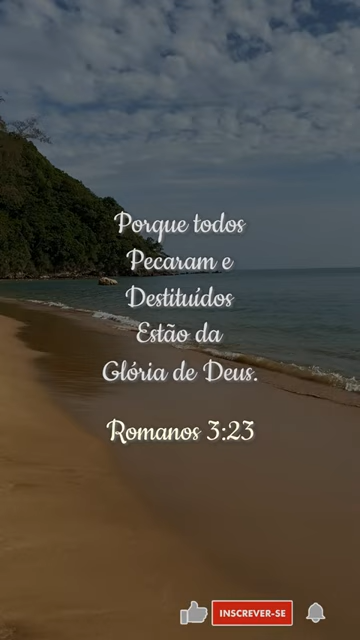 Porque todos
Pecaram e
Destituídos
Estão da
Glória de Deus.
Romanos 3:23
INSCREVER-SE